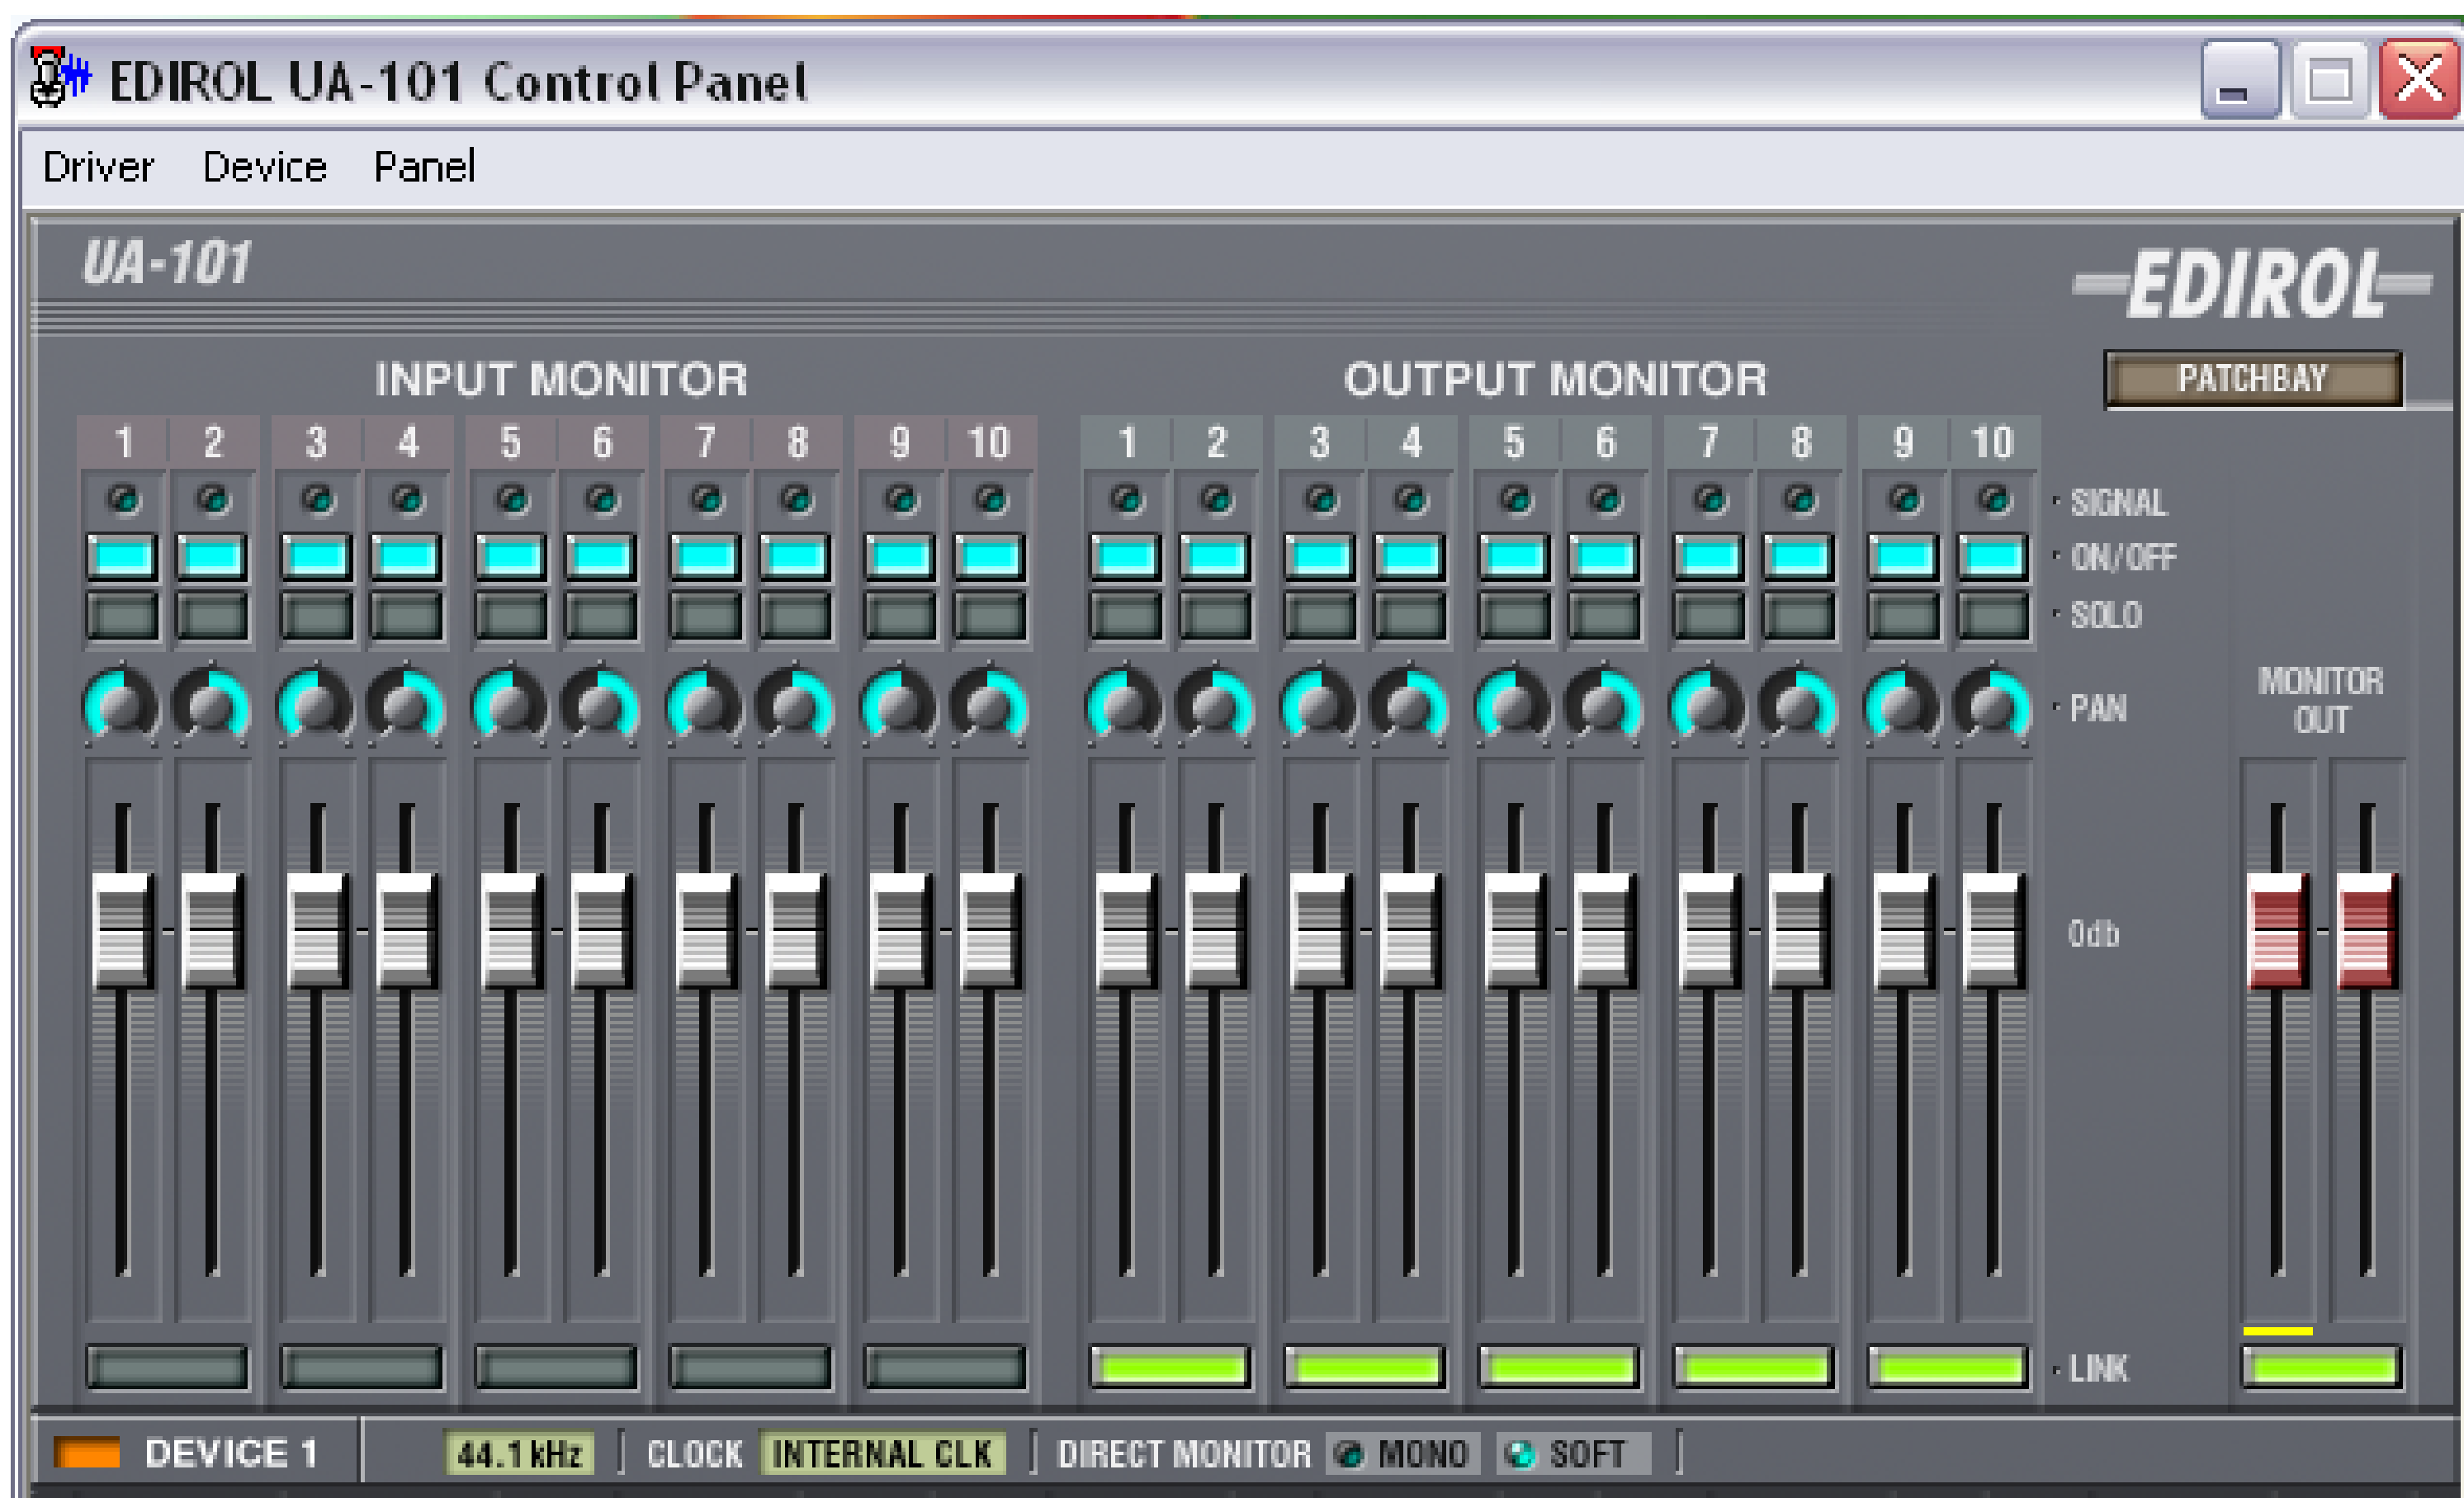 EDIROL UA-101 Control Panel
Driver Device Panel
UA-101
EDIROL
INPUT MONITOR OUTPUT MONITOR PATCHBAY
1 2 3 4 5 6 7 8 9 10 1 2 3 4 5 6 7 8 9 10
SIGNAL
ON/OFF
SOLO
MONITOR
PAN OUT
0db
LINK
DEVICE 1 44.1 kHz CLOCK INTERNAL CLK DIRECT MONITOR MONO SOFT